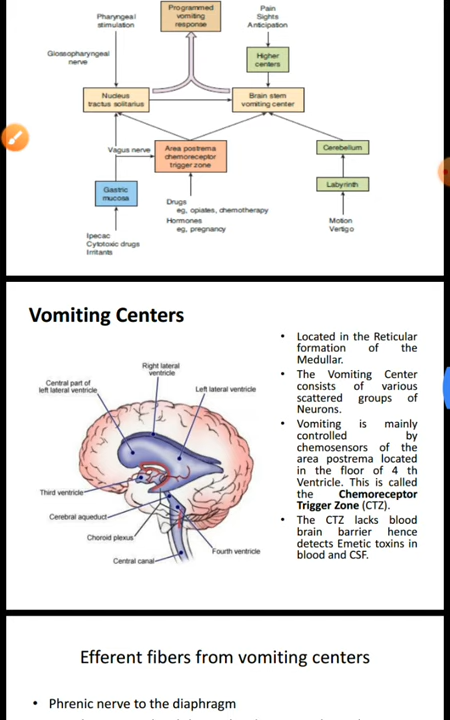 Programmed
vomiting
response
Pain
Sights
Anticipation
Pharyngeal
stimulation
Glossopharyngeal
nerve
Higher
centers
Nucleus
tractus solitarius
Brain stem
vomiting center
Vagus nerve
Area postrema
chemoreceptor
trigger zone
Cerebellum
Labyrinth
Gastric
mucosa
Drugs
eg, opiates, chemotherapy
Hormones
eg, pregnancy
Motion
Vertigo
Ipecac
Cytotoxic drugs
Irritants
Vomiting Centers
Right lateral
ventricle
Central part of
left lateral ventricle
Left lateral ventricle
Third ventricle
Cerebral aqueduct
Choroid plexus
Central canal
Fourth ventricle
• Located in the Reticular
formation of the
Medullar.
• The Vomiting Center
consists of various
scattered groups of
Neurons.
• Vomiting is mainly
controlled by
chemosensors of the
area postrema located
in the floor of 4 th
Ventricle. This is called
the Chemoreceptor
Trigger Zone (CTZ).
• The CTZ lacks blood
brain barrier hence
detects Emetic toxins in
blood and CSF.
Efferent fibers from vomiting centers
• Phrenic nerve to the diaphragm